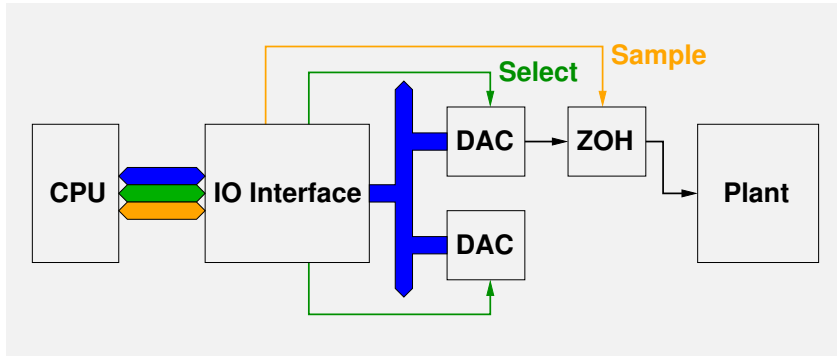 Sample
Select
CPU
IO Interface
DAC
ZOH
Plant
DAC